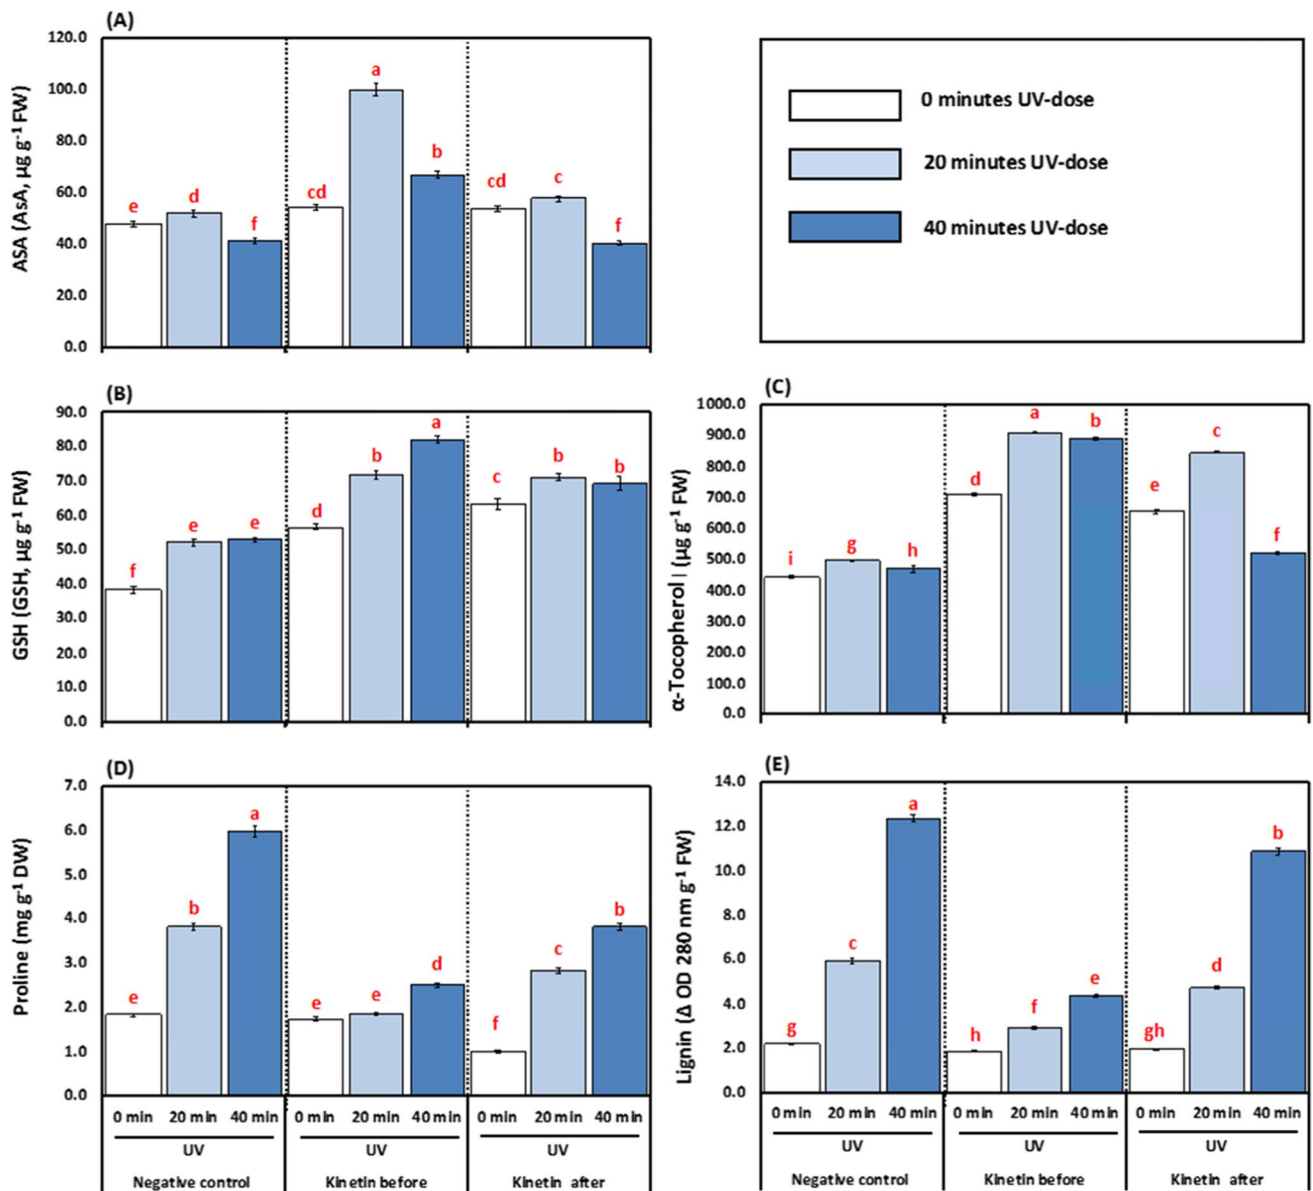 (A)
ASA (AsA, µg g⁻¹ FW)
120.0
100.0
80.0
60.0
40.0
20.0
0.0
e
d
f
cd
a
b
cd
c
f
0 minutes UV-dose
20 minutes UV-dose
40 minutes UV-dose
(B)
GSH (GSH, µg g⁻¹ FW)
90.0
80.0
70.0
60.0
50.0
40.0
30.0
20.0
10.0
0.0
f
e
e
d
b
a
c
b
b
(C)
α-Tocopherol | (µg g⁻¹ FW)
1000.0
900.0
800.0
700.0
600.0
500.0
400.0
300.0
200.0
100.0
0.0
i
g
h
d
a
b
e
c
f
(D)
Proline (mg g⁻¹ DW)
7.0
6.0
5.0
4.0
3.0
2.0
1.0
0.0
e
b
a
e
e
d
f
c
b
0 min 20 min 40 min 0 min 20 min 40 min 0 min 20 min 40 min
UV UV UV
Negative control Kinetin before Kinetin after
(E)
Lignin (Δ OD 280 nm g⁻¹ FW)
14.0
12.0
10.0
8.0
6.0
4.0
2.0
0.0
g
c
a
h
f
e
gh
d
b
0 min 20 min 40 min 0 min 20 min 40 min 0 min 20 min 40 min
UV UV UV
Negative control Kinetin before Kinetin after